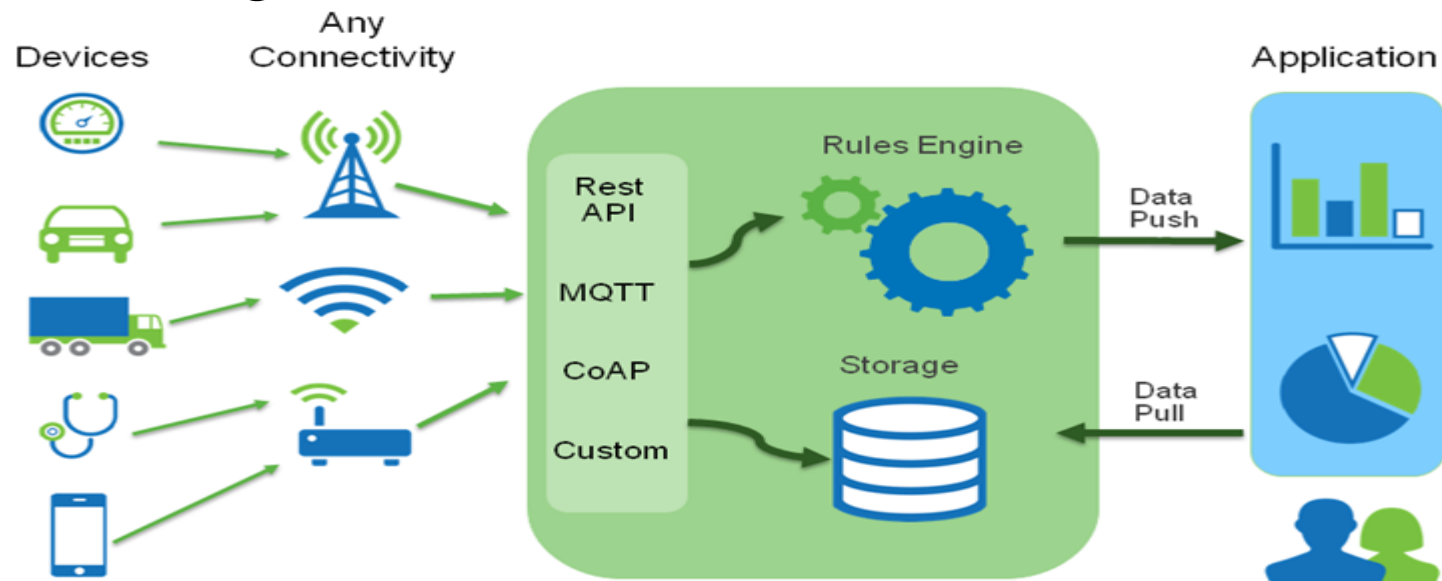 Devices
Any
Connectivity
Rest
API
MQTT
CoAP
Custom
Rules Engine
Storage
Data
Push
Data
Pull
Application